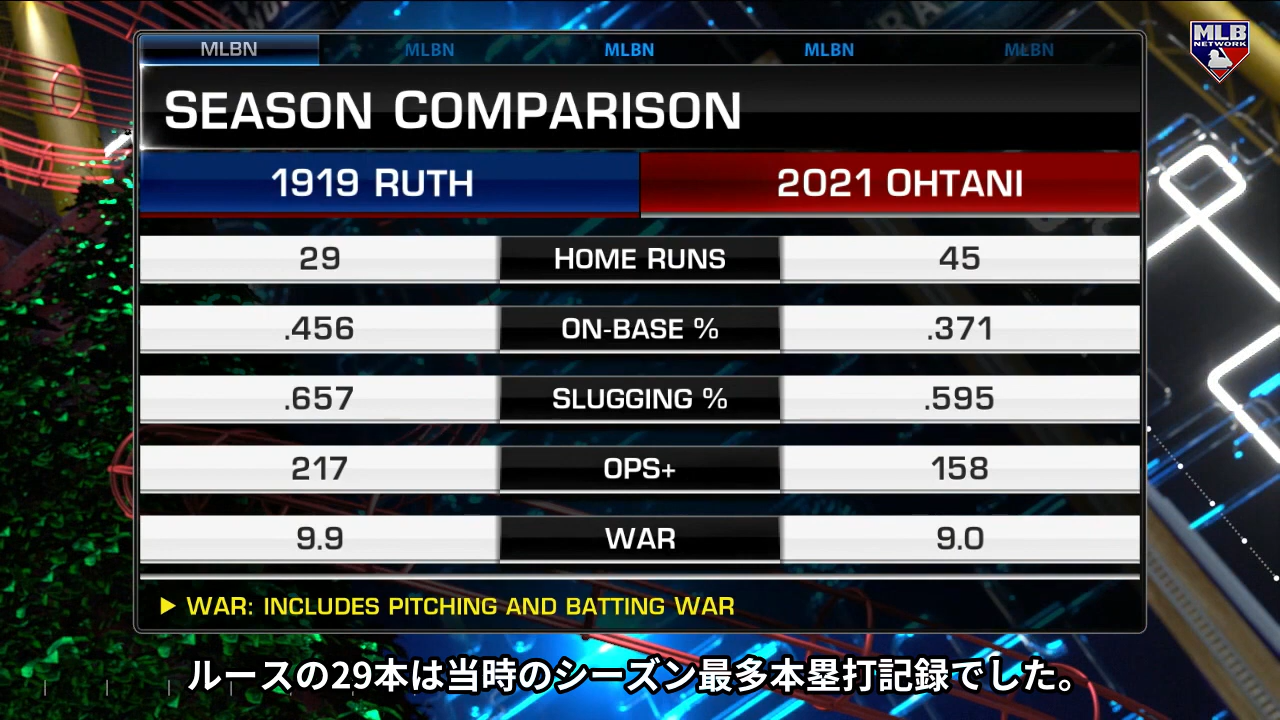 MLBN MLBN MLBN MLBN MLBN
MLB
NETWORK
SEASON COMPARISON
1919 RUTH 2021 OHTANI
29 HOME RUNS 45
.456 ON-BASE % .371
.657 SLUGGING % .595
217 OPS+ 158
9.9 WAR 9.0
▶ WAR: INCLUDES PITCHING AND BATTING WAR
ルースの29本は当時のシーズン最多本塁打記録でした。